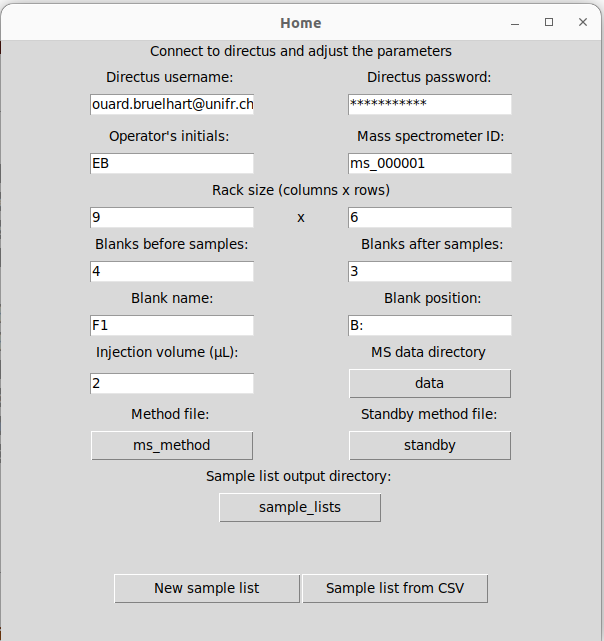 Home
Connect to directus and adjust the parameters
Directus username: Directus password:
ouard.bruelhart@unifr.ch ***********
Operator's initials: Mass spectrometer ID:
EB ms_000001
Rack size (columns x rows)
9 x 6
Blanks before samples: Blanks after samples:
4 3
Blank name: Blank position:
F1 B:
Injection volume (µL): MS data directory
2 data
Method file: Standby method file:
ms_method standby
Sample list output directory:
sample_lists
New sample list Sample list from CSV